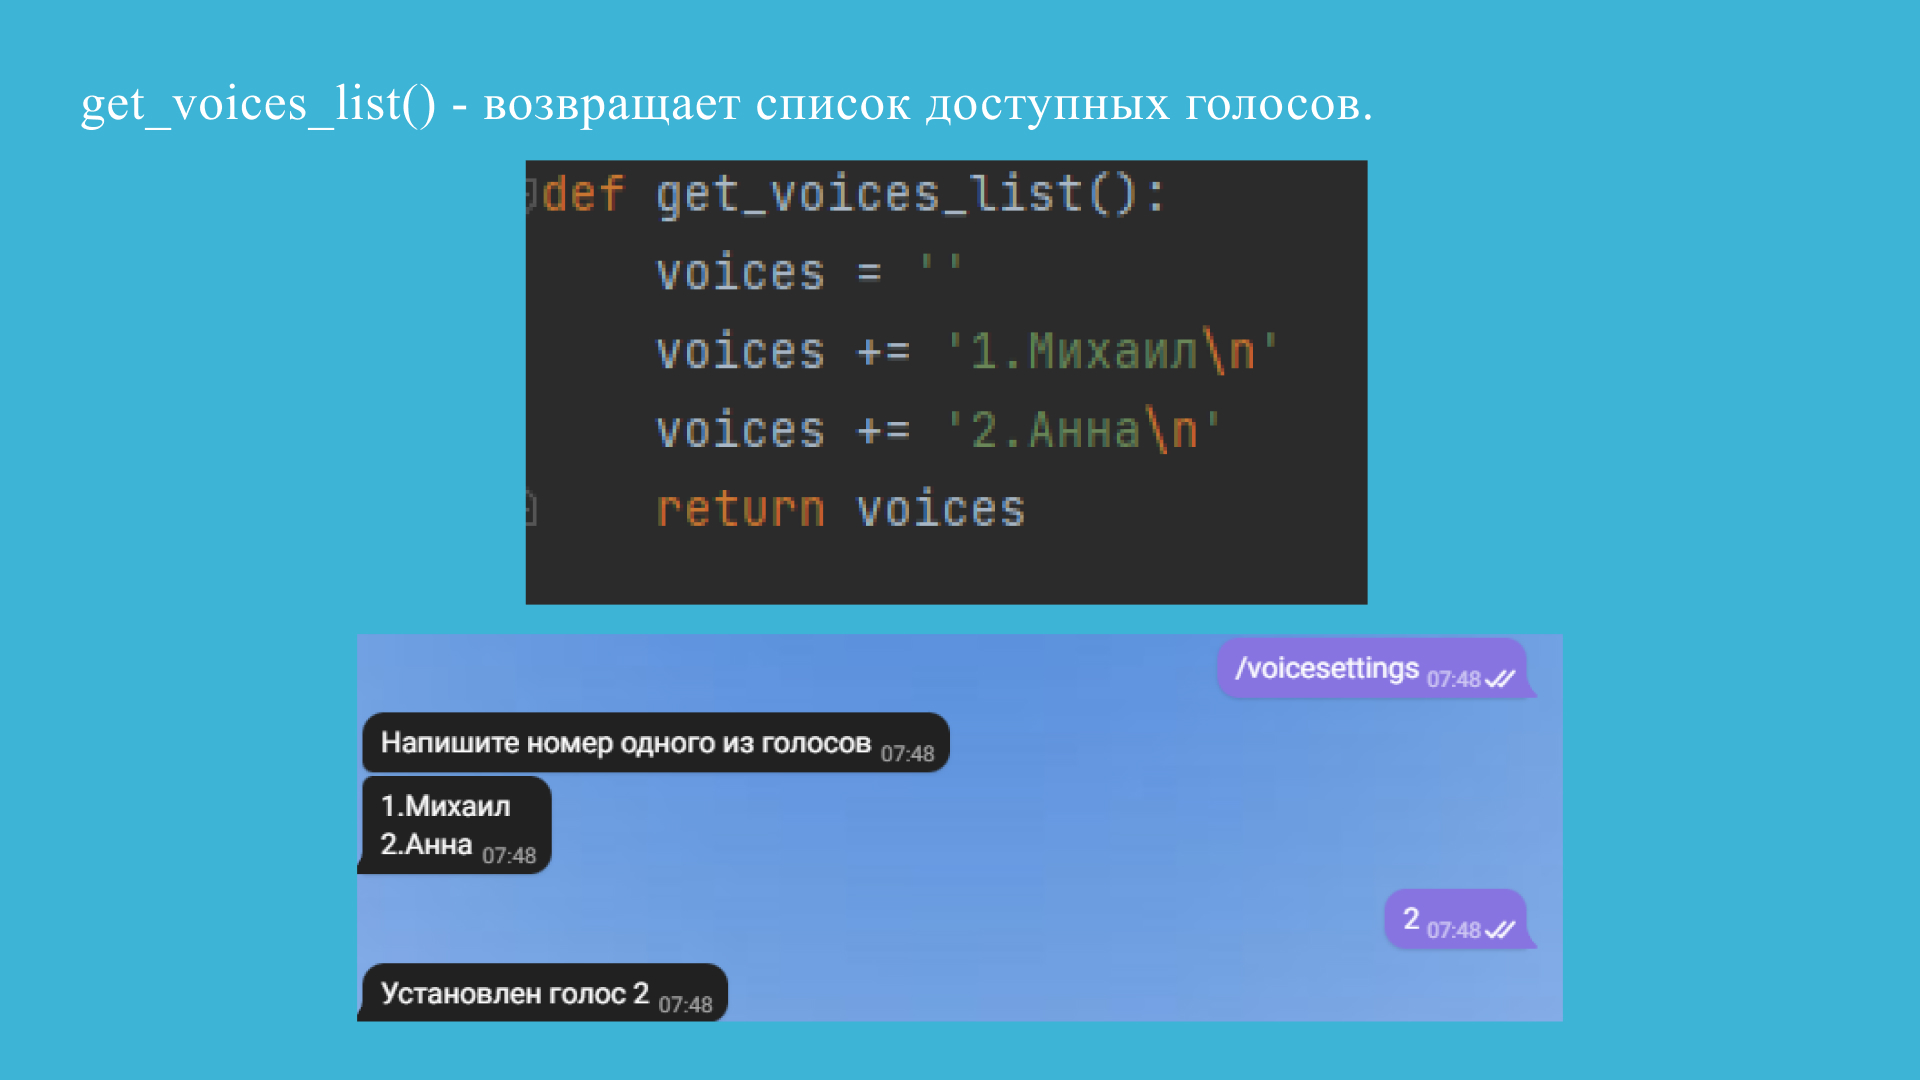 get_voices_list() - возвращает список доступных голосов.
def get_voices_list():
voices = ''
voices += '1.Михаил\n'
voices += '2.Анна\n'
return voices
/voicesettings 07:48
Напишите номер одного из голосов 07:48
1.Михаил
2.Анна 07:48
2 07:48
Установлен голос 2 07:48